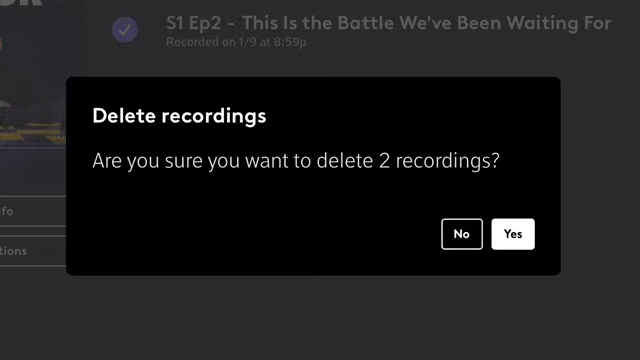 S1 Ep2 - This Is the Battle We've Been Waiting For
Recorded on 1/9 at 8:59p
Delete recordings
Are you sure you want to delete 2 recordings?
No
Yes